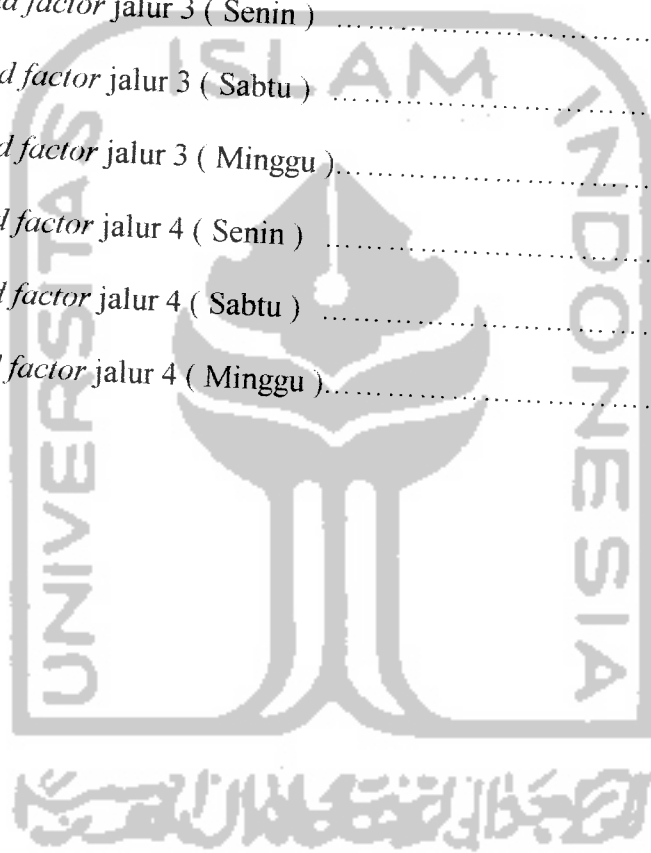 d factor jalur 3 ( Senin ) ..............................
d factor jalur 3 ( Sabtu ) ..............................
d factor jalur 3 ( Minggu )..............................
d factor jalur 4 ( Senin ) ..............................
d factor jalur 4 ( Sabtu ) ..............................
d factor jalur 4 ( Minggu )..............................
UNIVERSITAS
ISLAM
INDONESIA